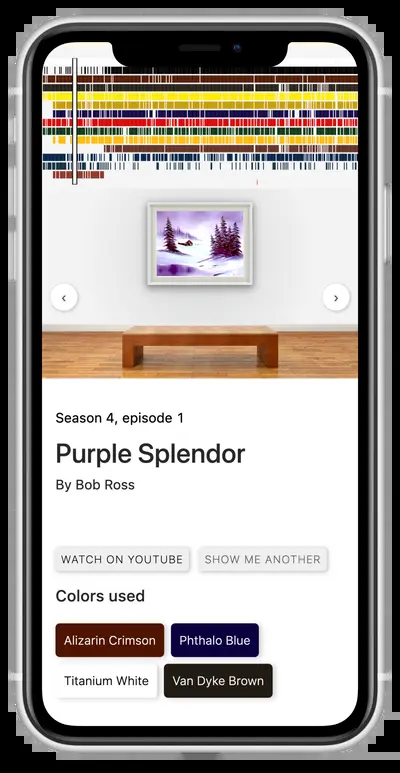 Season 4, episode 1
Purple Splendor
By Bob Ross
WATCH ON YOUTUBE SHOW ME ANOTHER
Colors used
Alizarin Crimson Phthalo Blue
Titanium White Van Dyke Brown